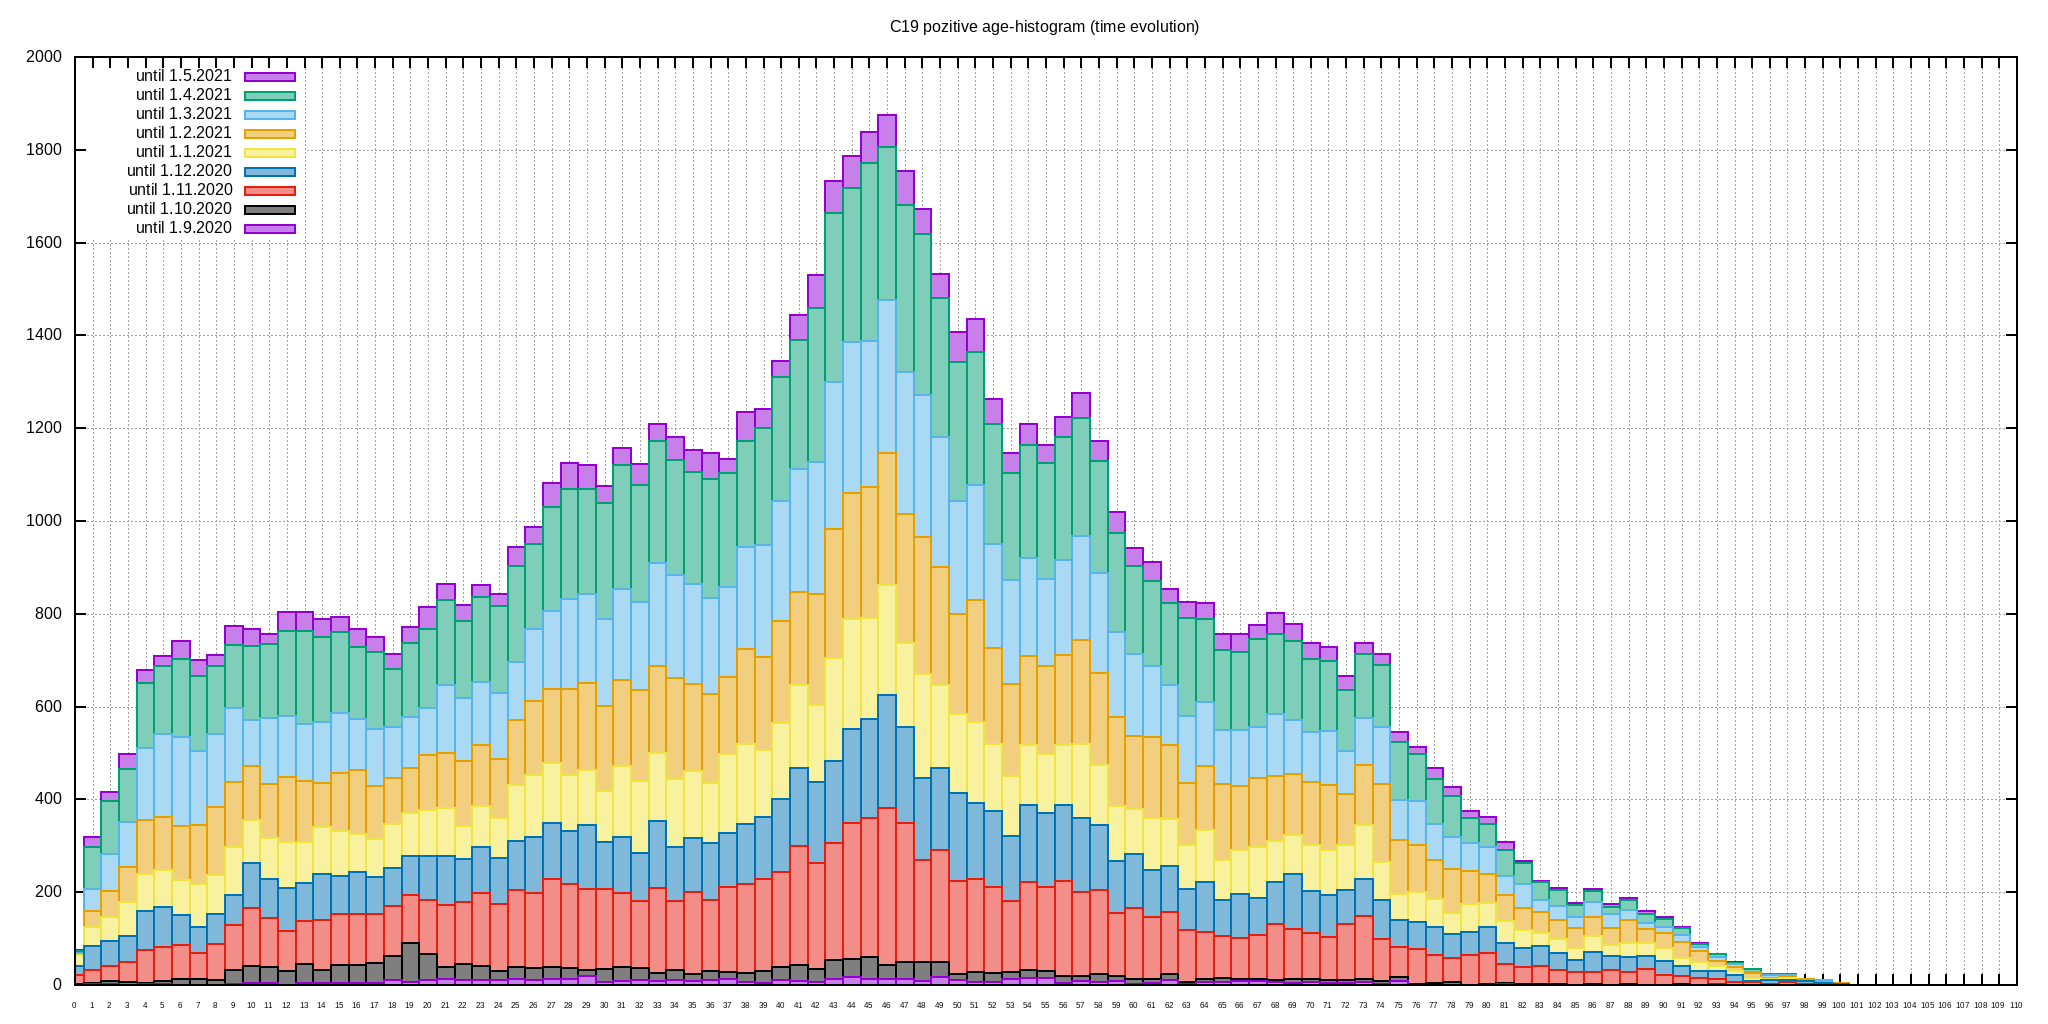 C19 pozitive age-histogram (time evolution)
2000
1800
1600
1400
1200
1000
800
600
400
200
0
until 1.5.2021
until 1.4.2021
until 1.3.2021
until 1.2.2021
until 1.1.2021
until 1.12.2020
until 1.11.2020
until 1.10.2020
until 1.9.2020
0 1 2 3 4 5 6 7 8 9 10 11 12 13 14 15 16 17 18 19 20 21 22 23 24 25 26 27 28 29 30 31 32 33 34 35 36 37 38 39 40 41 42 43 44 45 46 47 48 49 50 51 52 53 54 55 56 57 58 59 60 61 62 63 64 65 66 67 68 69 70 71 72 73 74 75 76 77 78 79 80 81 82 83 84 85 86 87 88 89 90 91 92 93 94 95 96 97 98 99 100 101 102 103 104 105 106 107 108 109 110